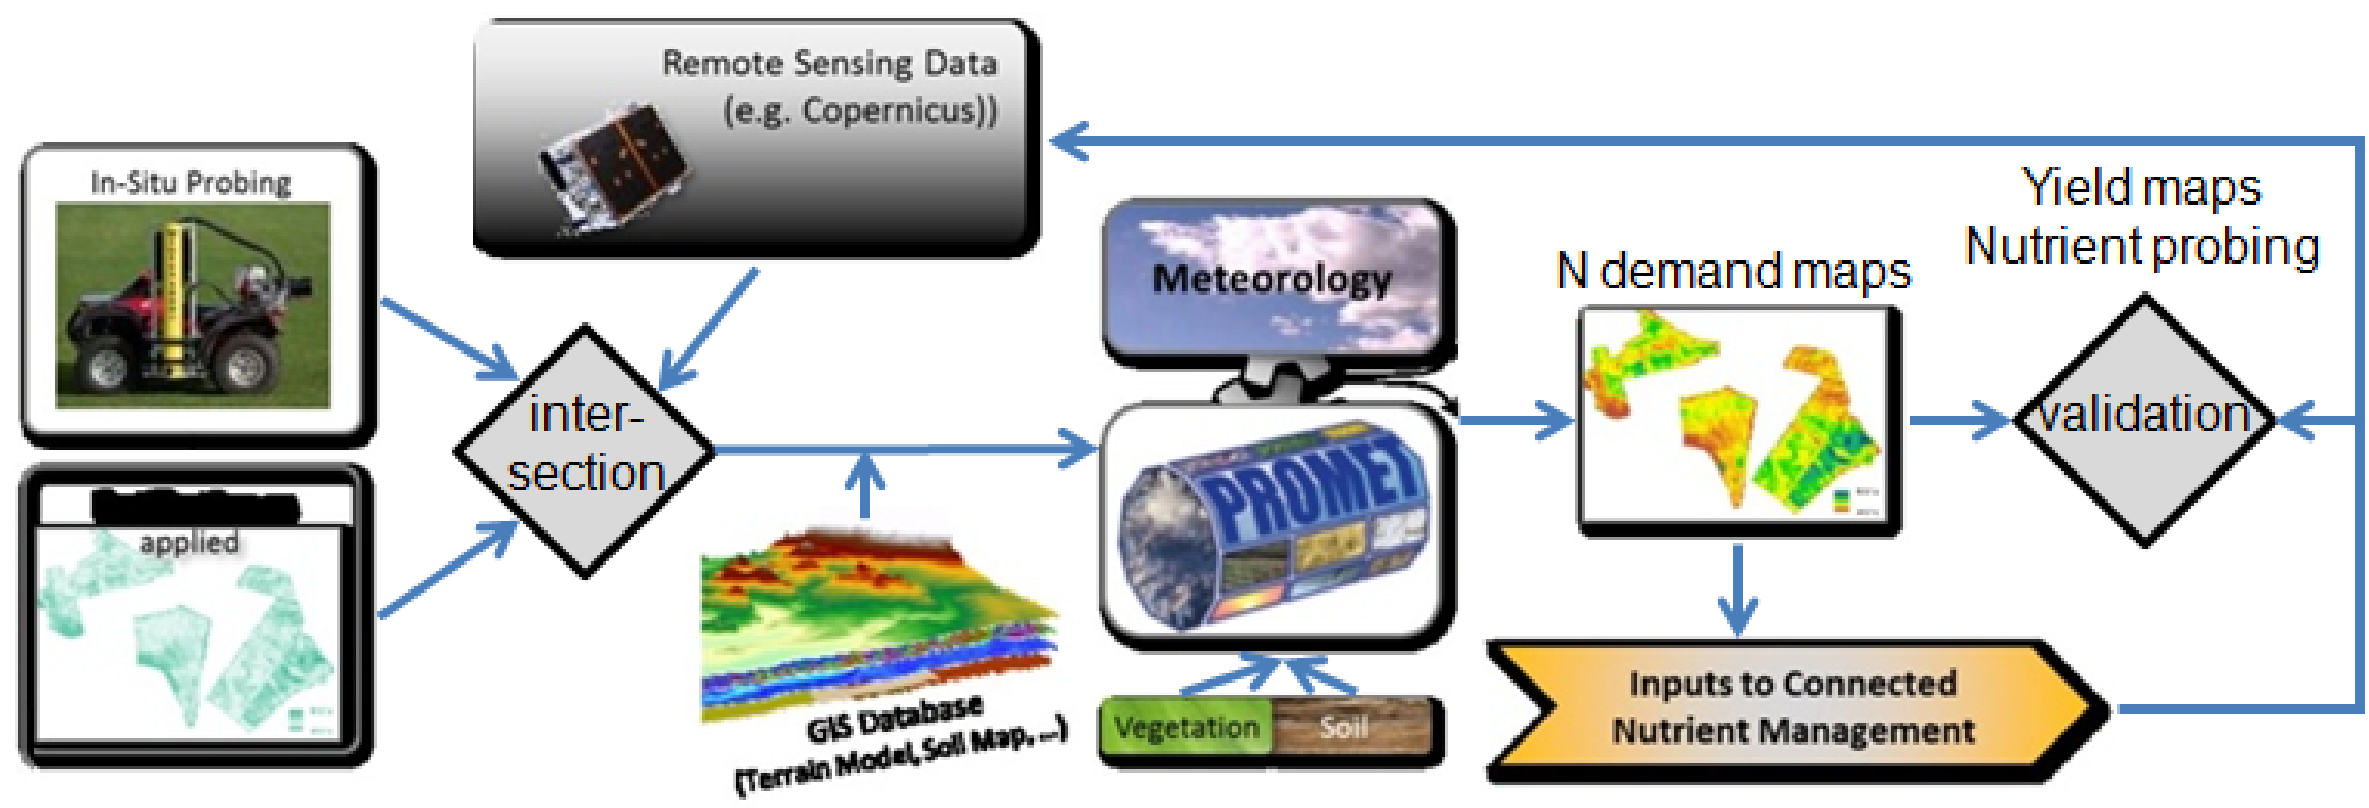 Remote Sensing Data
(e.g. Copernicus))
In-Situ Probing
applied
inter-
section
GIS Database
(Terrain Model, Soil Map, ...)
Meteorology
PROMET
Vegetation
Soil
N demand maps
Yield maps
Nutrient probing
validation
Inputs to Connected
Nutrient Management